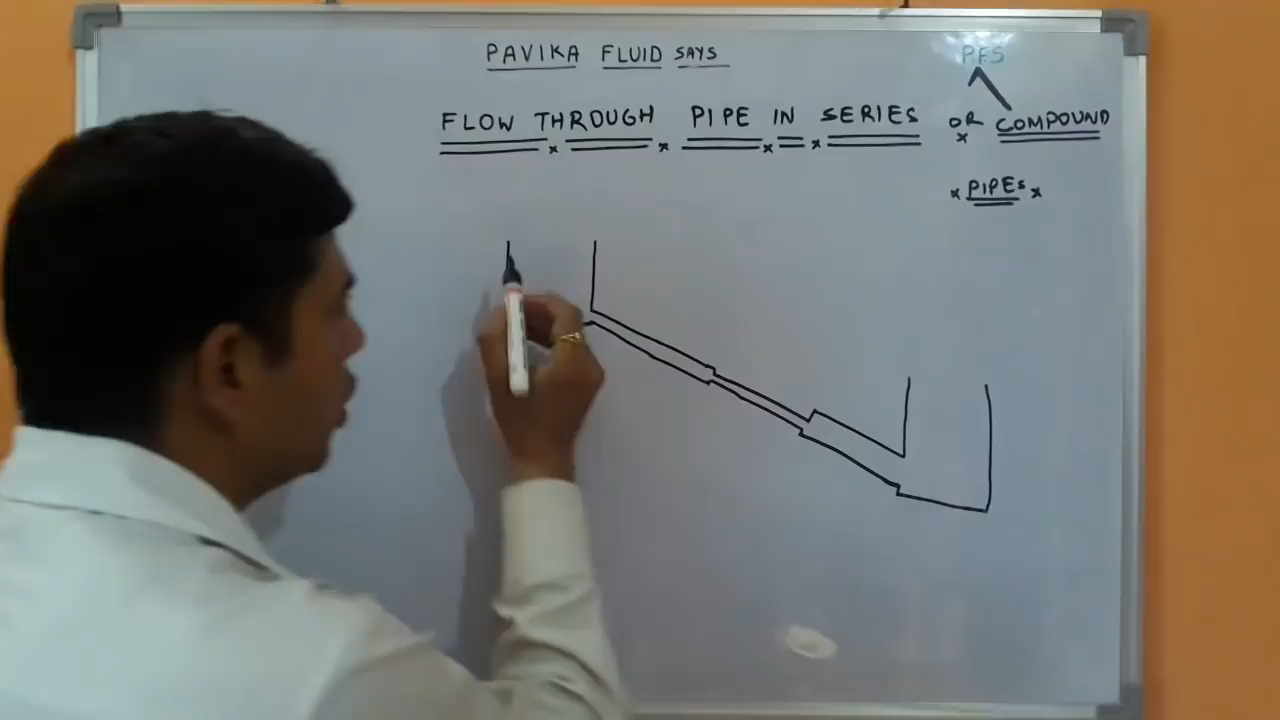 PAVIKA FLUID SAYS
P.F.S
FLOW THROUGH PIPE IN SERIES OR COMPOUND
PIPES